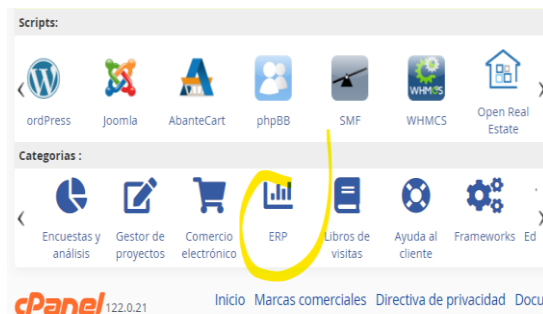 Scripts:
ordPress Joomla AbanteCart phpBB SMF WHMCS Open Real
Estate
WHMCS
Categorias :
Encuestas y Gestor de Comercio ERP Libros de Ayuda al Frameworks Ed
análisis proyectos electrónico visitas cliente
cPanel 122.0.21 Inicio Marcas comerciales Directiva de privacidad Docu